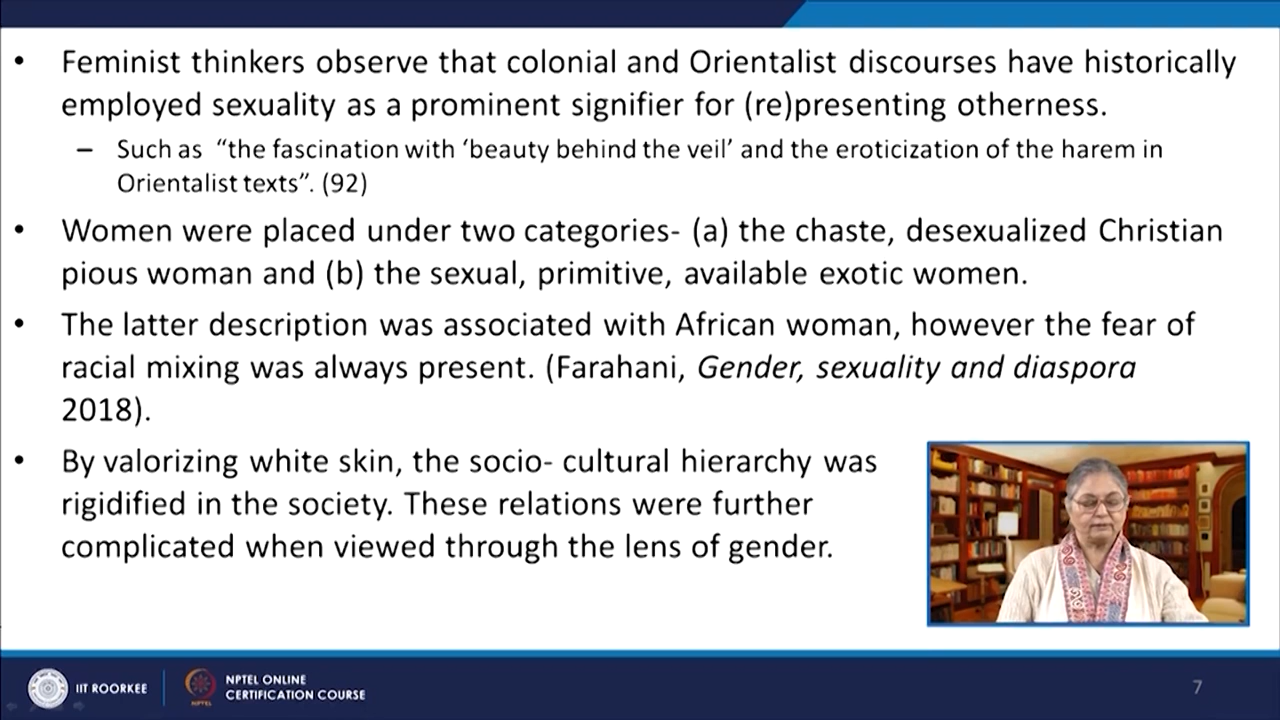 • Feminist thinkers observe that colonial and Orientalist discourses have historically
employed sexuality as a prominent signifier for (re)presenting otherness.
– Such as “the fascination with ‘beauty behind the veil’ and the eroticization of the harem in
Orientalist texts”. (92)
• Women were placed under two categories- (a) the chaste, desexualized Christian
pious woman and (b) the sexual, primitive, available exotic women.
• The latter description was associated with African woman, however the fear of
racial mixing was always present. (Farahani, Gender, sexuality and diaspora
2018).
• By valorizing white skin, the socio- cultural hierarchy was
rigidified in the society. These relations were further
complicated when viewed through the lens of gender.
IIT ROORKEE
NPTEL
NPTEL ONLINE
CERTIFICATION COURSE
7